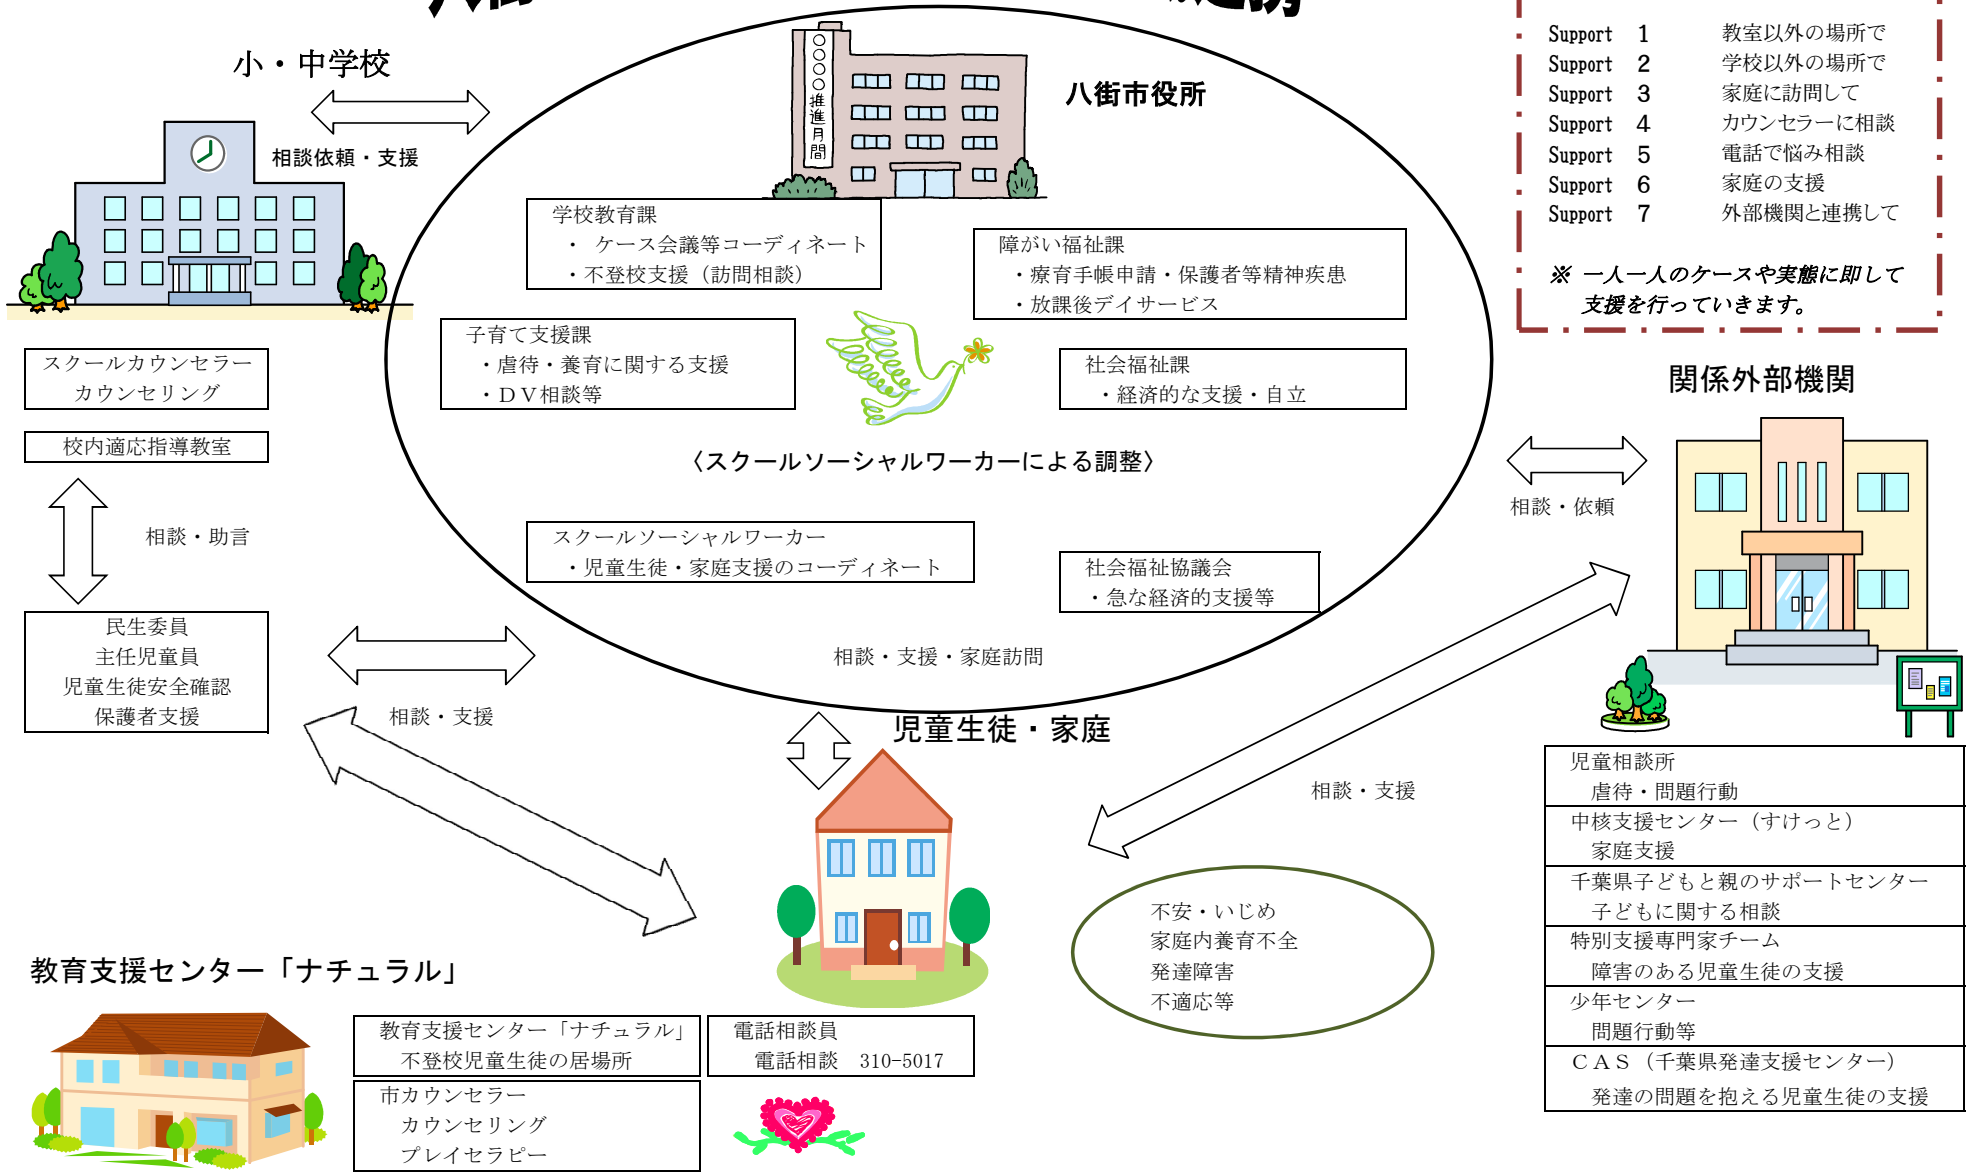 八街
連携
小・中学校
相談依頼・支援
○○○○推進月間
八街市役所
学校教育課
・ ケース会議等コーディネート
・不登校支援（訪問相談）
障がい福祉課
・療育手帳申請・保護者等精神疾患
・放課後デイサービス
子育て支援課
・虐待・養育に関する支援
・ＤＶ相談等
社会福祉課
・経済的な支援・自立
〈スクールソーシャルワーカーによる調整〉
スクールソーシャルワーカー
・児童生徒・家庭支援のコーディネート
社会福祉協議会
・急な経済的支援等
相談・支援・家庭訪問
Support 1 教室以外の場所で
Support 2 学校以外の場所で
Support 3 家庭に訪問して
Support 4 カウンセラーに相談
Support 5 電話で悩み相談
Support 6 家庭の支援
Support 7 外部機関と連携して
※ 一人一人のケースや実態に即して
支援を行っていきます。
スクールカウンセラー
カウンセリング
校内適応指導教室
相談・助言
民生委員
主任児童員
児童生徒安全確認
保護者支援
相談・支援
児童生徒・家庭
関係外部機関
相談・依頼
相談・支援
不安・いじめ
家庭内養育不全
発達障害
不適応等
児童相談所
虐待・問題行動
中核支援センター（すけっと）
家庭支援
千葉県子どもと親のサポートセンター
子どもに関する相談
特別支援専門家チーム
障害のある児童生徒の支援
少年センター
問題行動等
ＣＡＳ（千葉県発達支援センター）
発達の問題を抱える児童生徒の支援
教育支援センター「ナチュラル」
教育支援センター「ナチュラル」
不登校児童生徒の居場所
電話相談員
電話相談 310-5017
市カウンセラー
カウンセリング
プレイセラピー